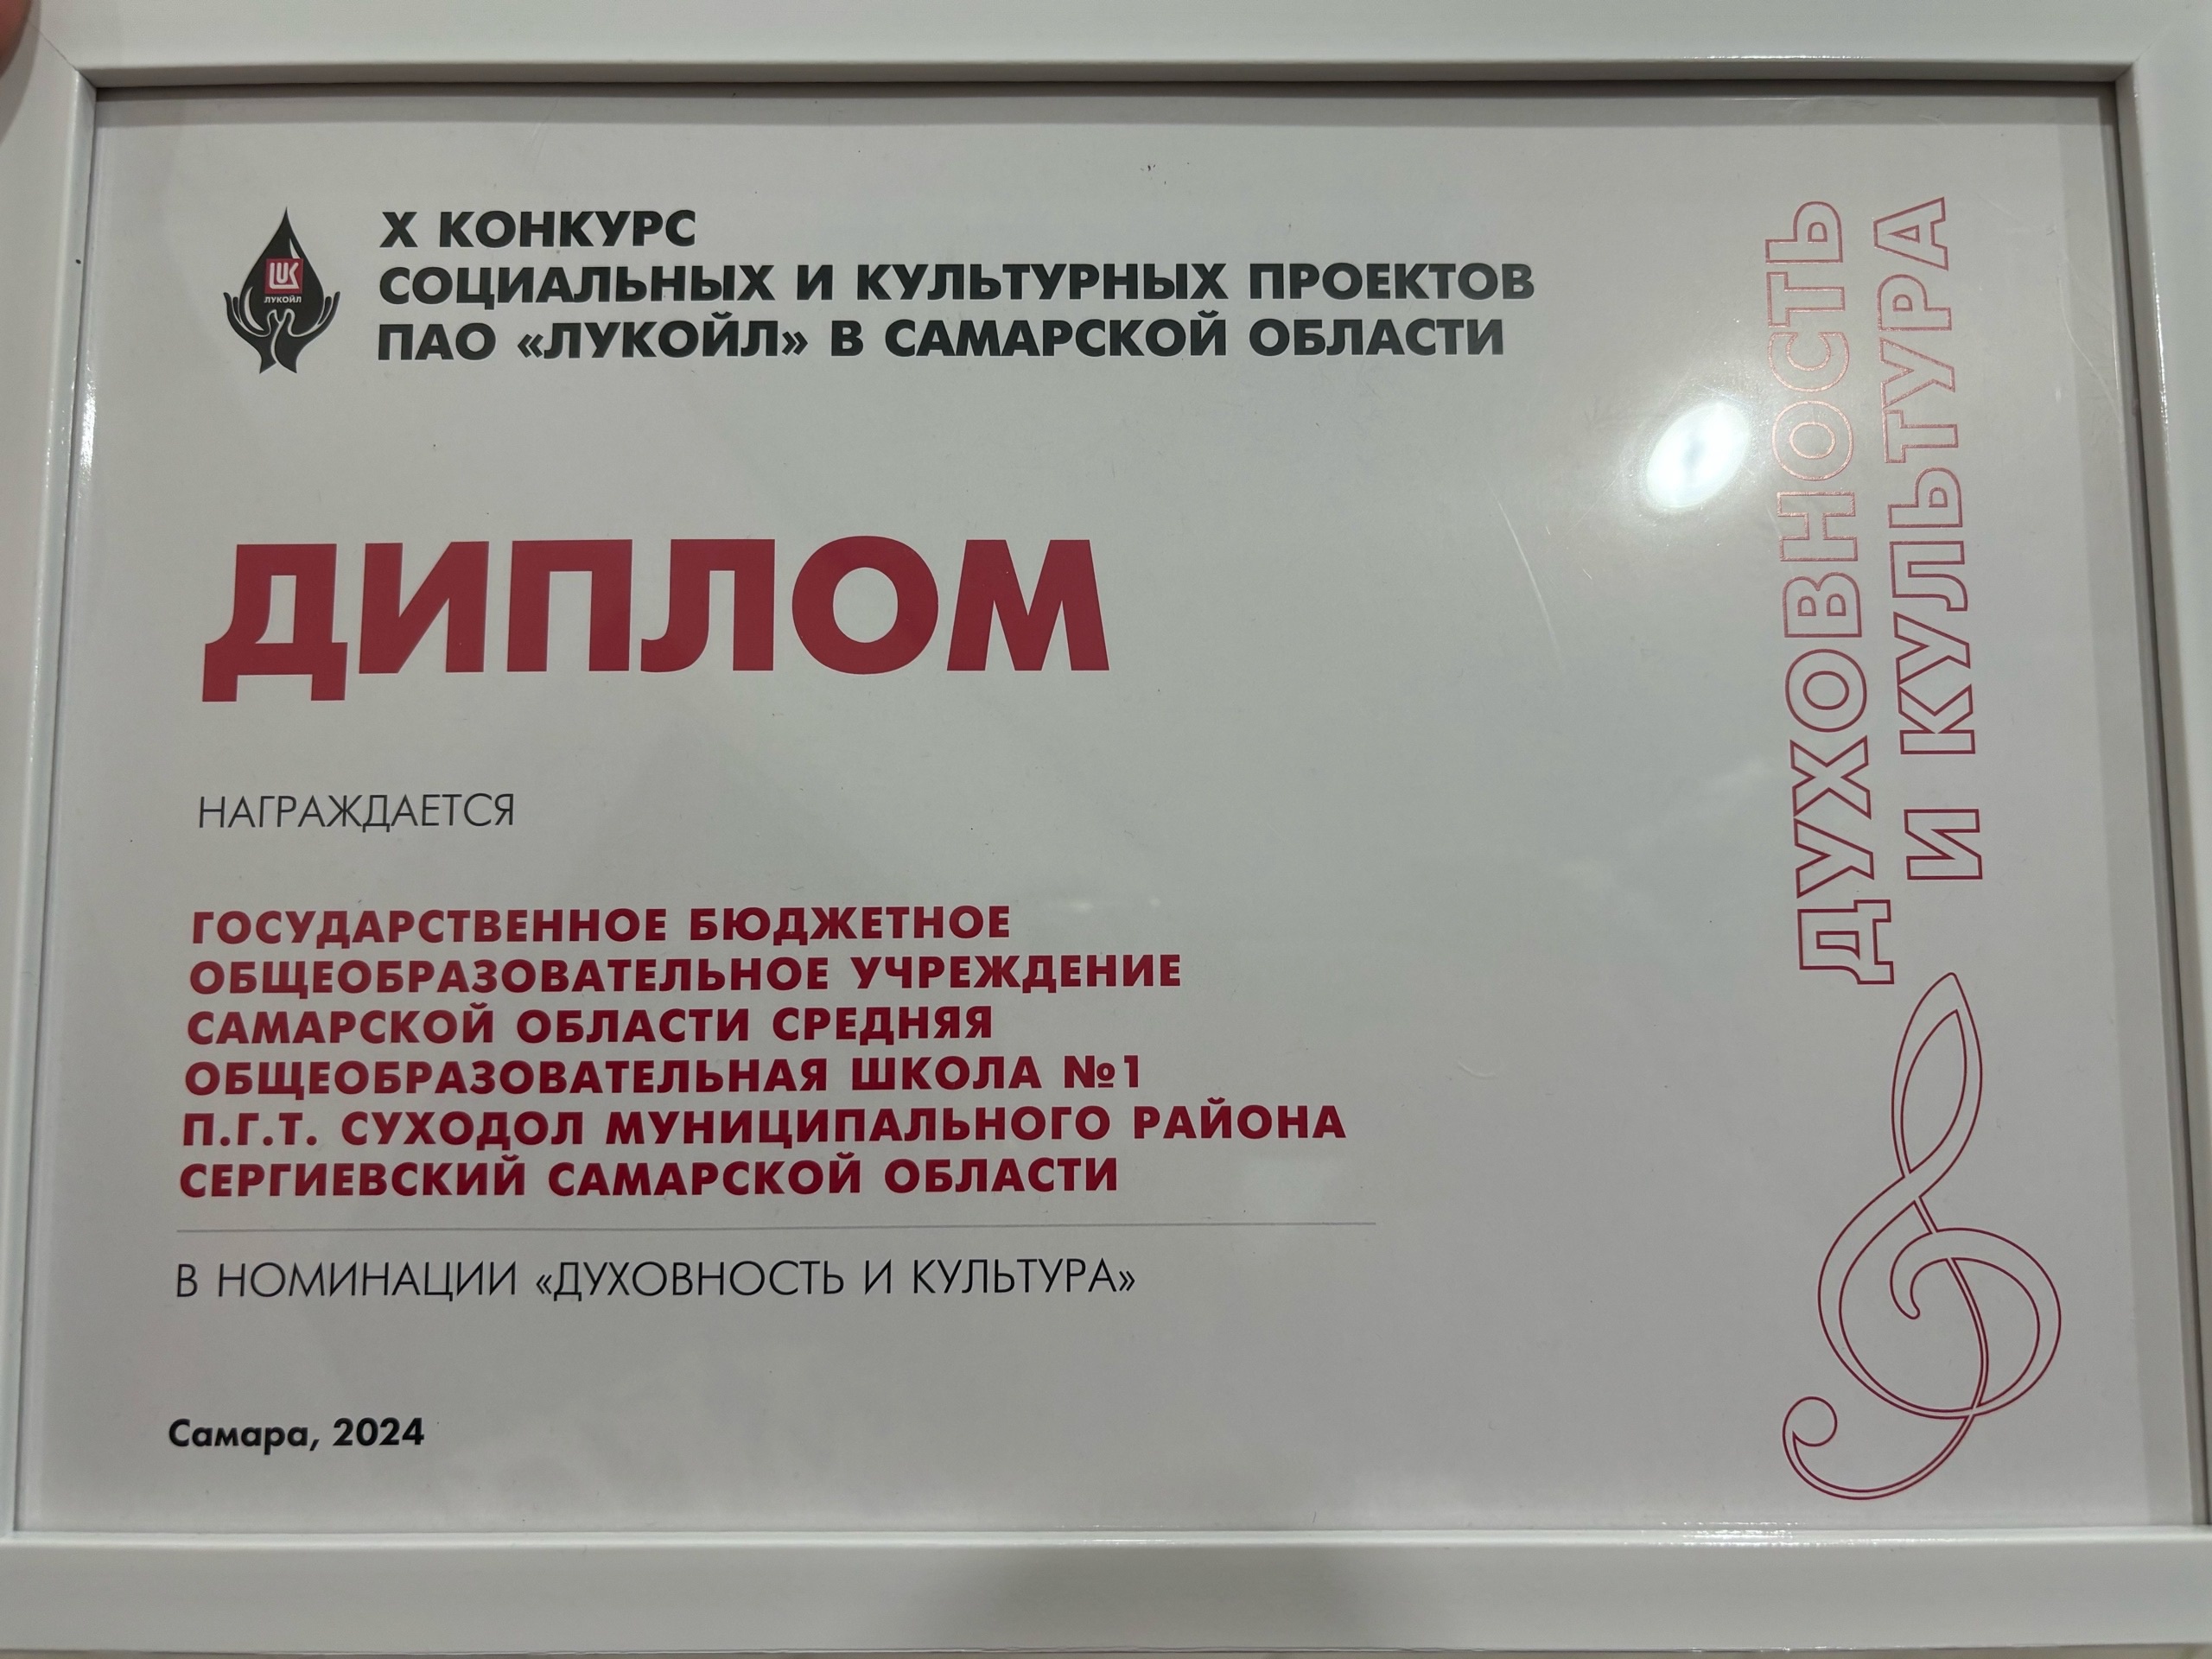 Х КОНКУРС
СОЦИАЛЬНЫХ И КУЛЬТУРНЫХ ПРОЕКТОВ
ПАО «ЛУКОЙЛ» В САМАРСКОЙ ОБЛАСТИ
LUK
ЛУКОЙЛ
ДИПЛОМ
НАГРАЖДАЕТСЯ
ГОСУДАРСТВЕННОЕ БЮДЖЕТНОЕ
ОБЩЕОБРАЗОВАТЕЛЬНОЕ УЧРЕЖДЕНИЕ
САМАРСКОЙ ОБЛАСТИ СРЕДНЯЯ
ОБЩЕОБРАЗОВАТЕЛЬНАЯ ШКОЛА №1
П.Г.Т. СУХОДОЛ МУНИЦИПАЛЬНОГО РАЙОНА
СЕРГИЕВСКИЙ САМАРСКОЙ ОБЛАСТИ
В НОМИНАЦИИ «ДУХОВНОСТЬ И КУЛЬТУРА»
Самара, 2024
ДУХОВНОСТЬ
И КУЛЬТУРА